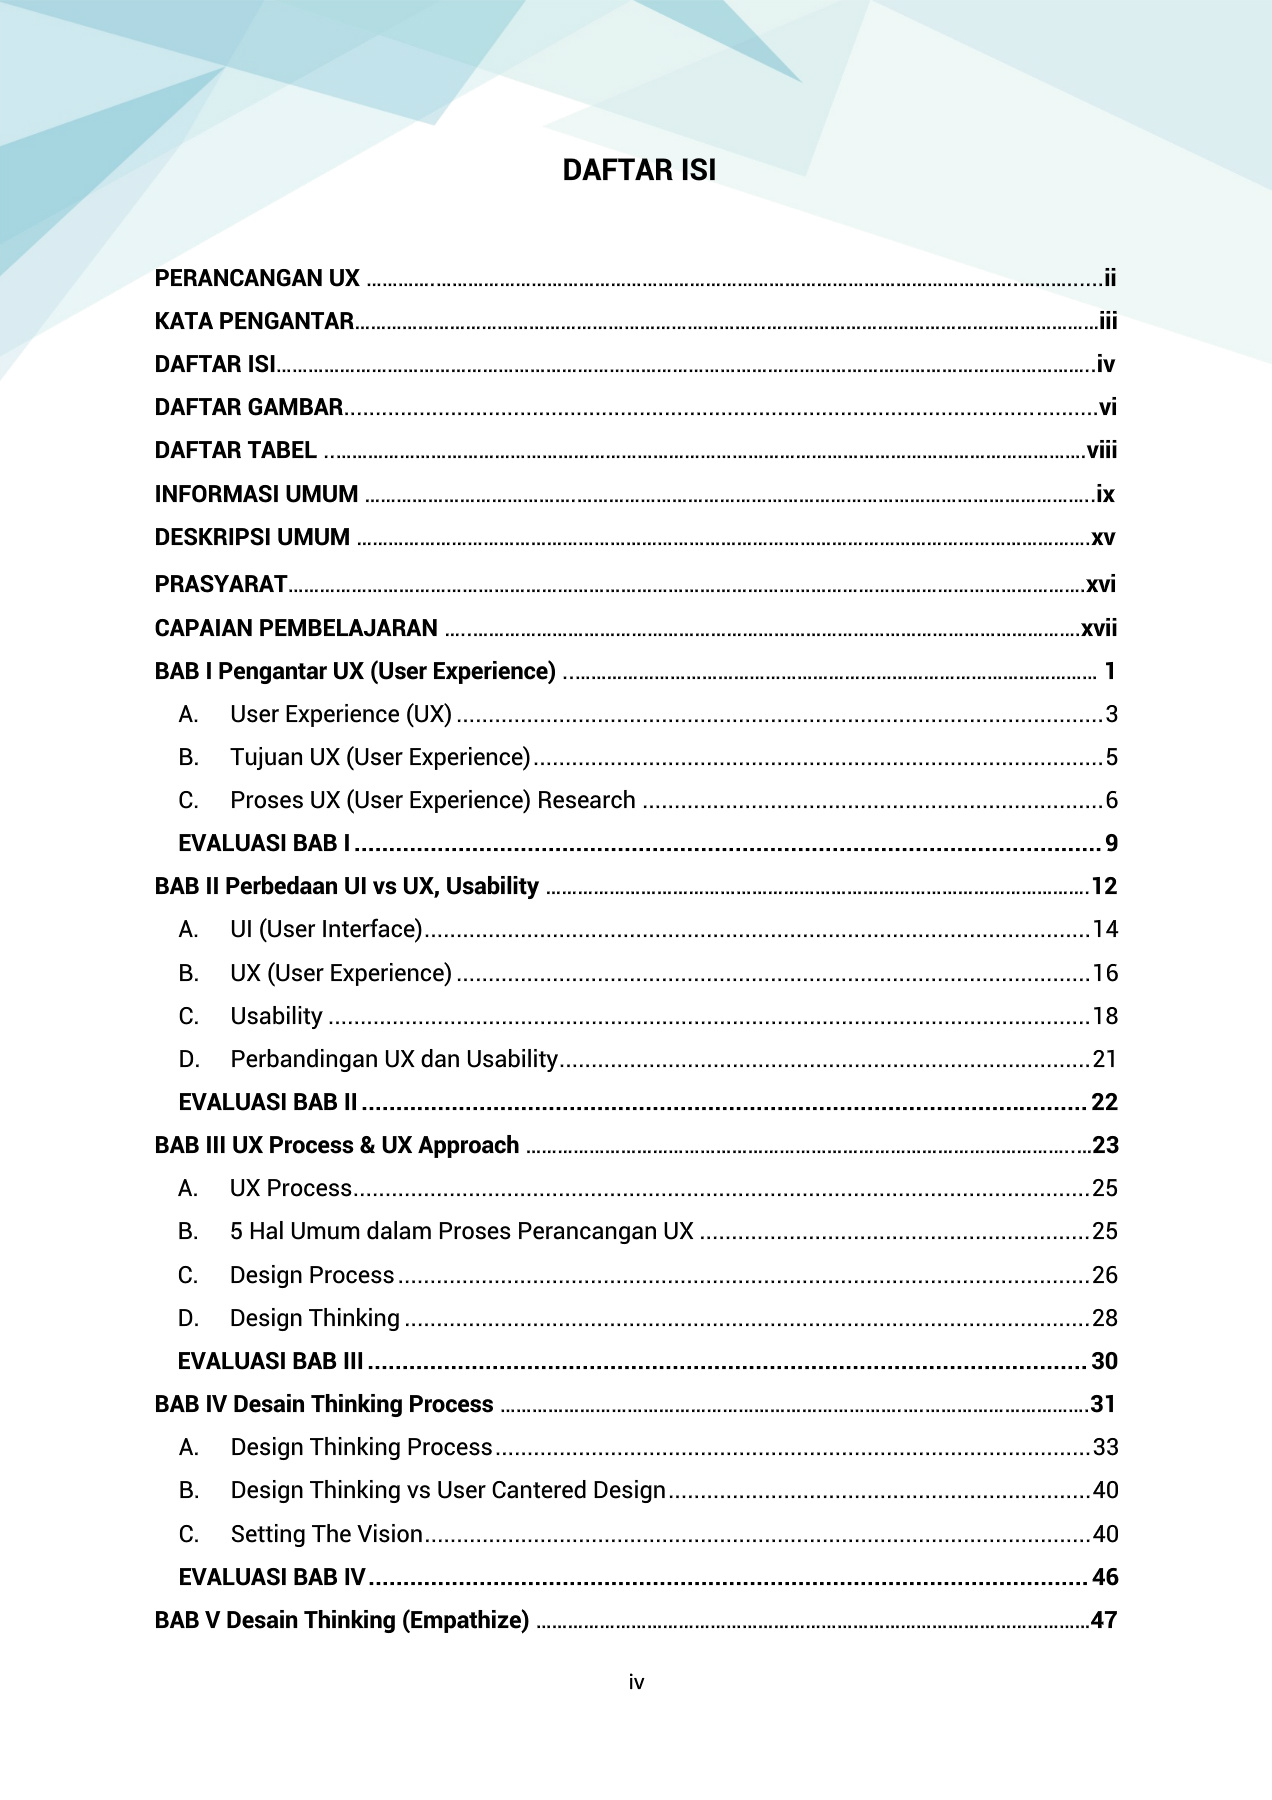 DAFTAR ISI
PERANCANGAN UX ........................................................ii
KATA PENGANTAR........................................................iii
DAFTAR ISI........................................................iv
DAFTAR GAMBAR........................................................vi
DAFTAR TABEL ........................................................viii
INFORMASI UMUM ........................................................ix
DESKRIPSI UMUM ........................................................xv
PRASYARAT........................................................xvi
CAPAIAN PEMBELAJARAN ........................................................xvii
BAB I Pengantar UX (User Experience) ........................................................ 1
A. User Experience (UX) ........................................................3
B. Tujuan UX (User Experience)........................................................5
C. Proses UX (User Experience) Research ........................................................6
EVALUASI BAB I ........................................................ 9
BAB II Perbedaan UI vs UX, Usability ........................................................12
A. UI (User Interface)........................................................14
B. UX (User Experience) ........................................................16
C. Usability ........................................................18
D. Perbandingan UX dan Usability........................................................21
EVALUASI BAB II ........................................................ 22
BAB III UX Process & UX Approach ........................................................23
A. UX Process........................................................25
B. 5 Hal Umum dalam Proses Perancangan UX ........................................................25
C. Design Process ........................................................26
D. Design Thinking ........................................................28
EVALUASI BAB III ........................................................ 30
BAB IV Desain Thinking Process ........................................................31
A. Design Thinking Process ........................................................33
B. Design Thinking vs User Cantered Design........................................................40
C. Setting The Vision........................................................40
EVALUASI BAB IV ........................................................ 46
BAB V Desain Thinking (Empathize) ........................................................47
iv